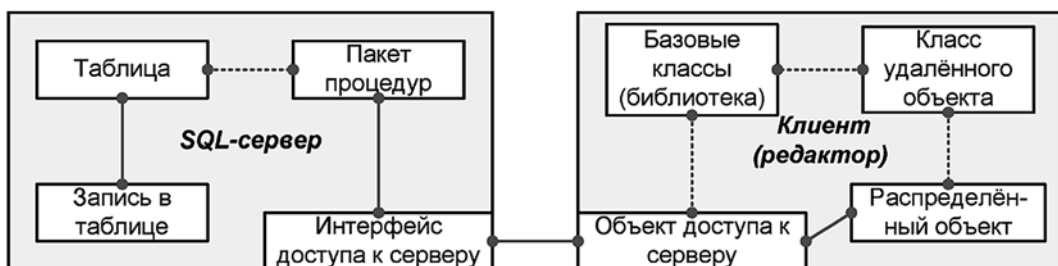 Таблица
Пакет
процедур
SQL-сервер
Запись в
таблице
Интерфейс
доступа к серверу
Базовые
классы
(библиотека)
Класс
удалённого
объекта
Клиент
(редактор)
Объект доступа к
серверу
Распределён-
ный объект